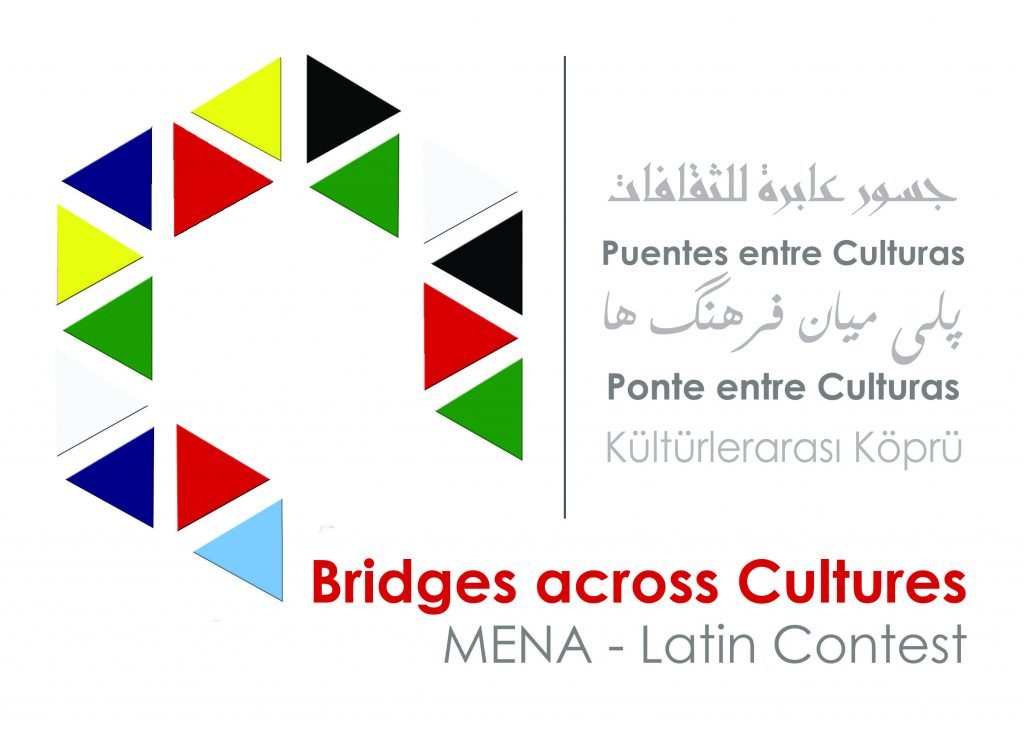 جسور عابرة للثقافات
Puentes entre Culturas
پلی میان فرهنگ ها
Ponte entre Culturas
Kültürlerarası Köprü
Bridges across Cultures
MENA - Latin Contest